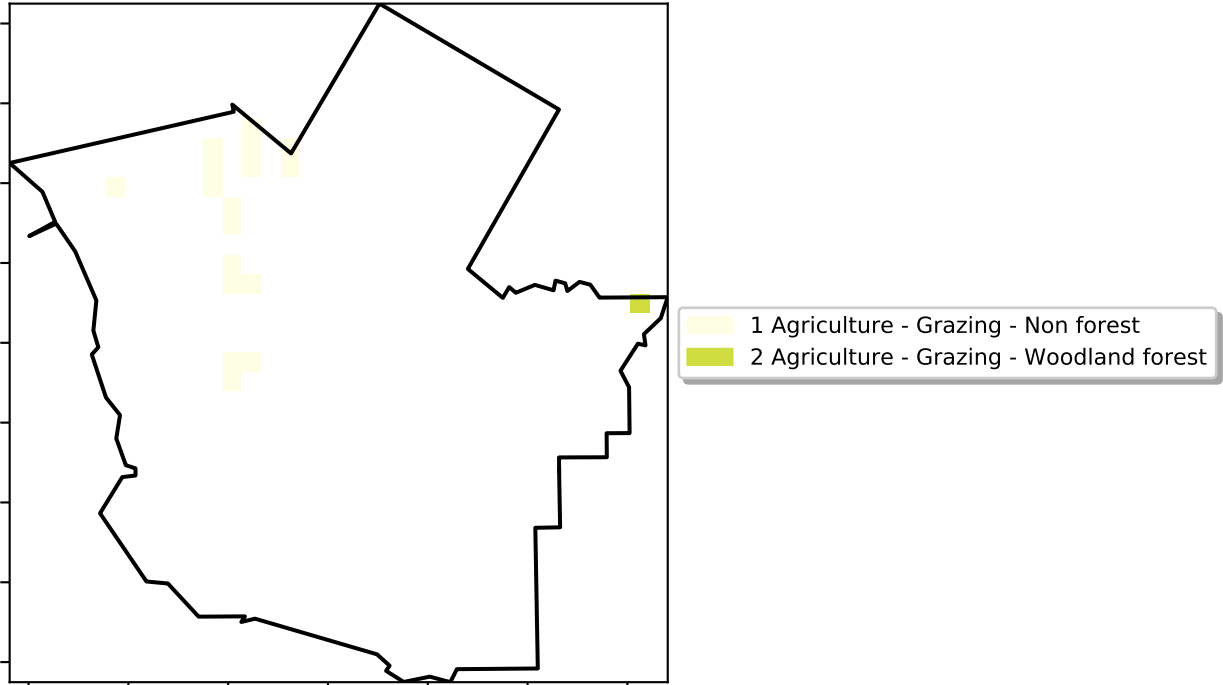 1 Agriculture - Grazing - Non forest
2 Agriculture - Grazing - Woodland forest